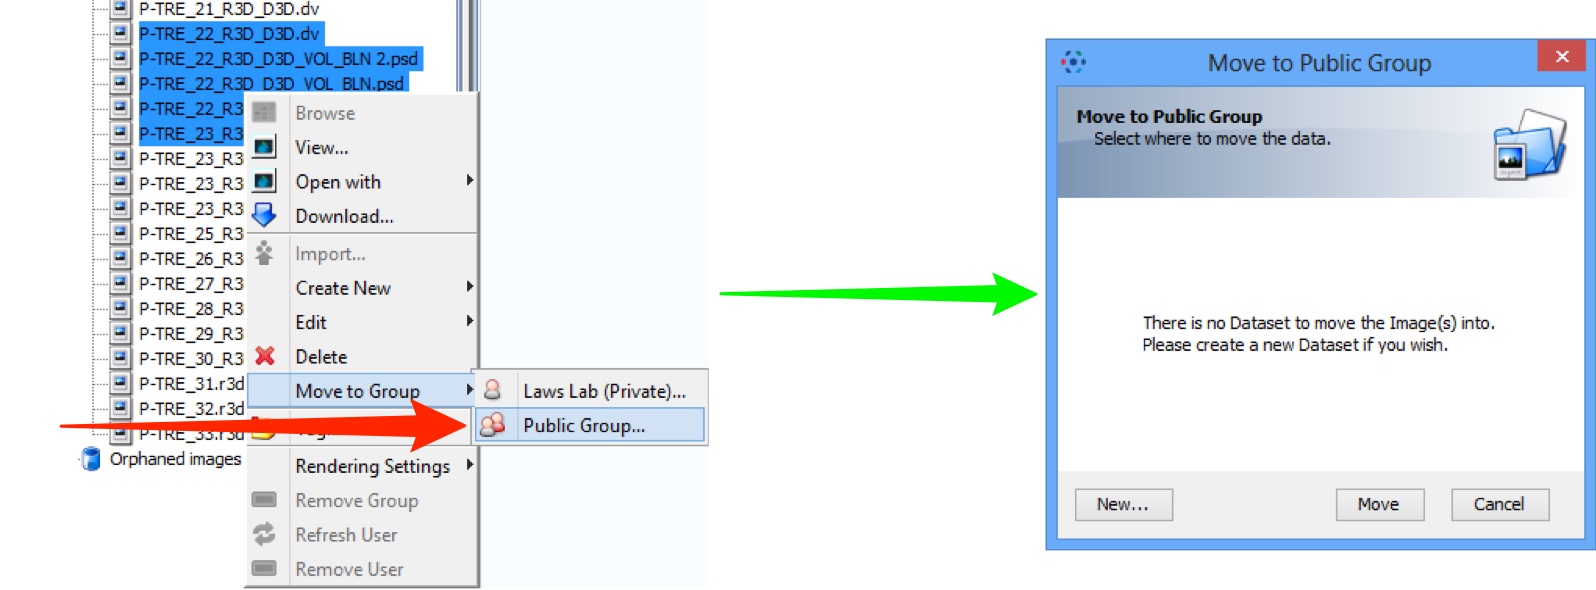 P-TRE_21_R3D_D3D.dv
P-TRE_22_R3D_D3D.dv
P-TRE_22_R3D_D3D_VOL_BLN 2.psd
P-TRE_22_R3D_D3D_VOL_BLN.psd
P-TRE_22_R3
P-TRE_23_R3
P-TRE_23_R3
P-TRE_23_R3
P-TRE_23_R3
P-TRE_25_R3
P-TRE_26_R3
P-TRE_27_R3
P-TRE_28_R3
P-TRE_29_R3
P-TRE_30_R3
P-TRE_31.r3d
P-TRE_32.r3d
P-TRE_33.r3d
Orphaned images
Browse
View...
Open with
Download...
Import...
Create New
Edit
Delete
Move to Group
Rendering Settings
Remove Group
Refresh User
Remove User
Laws Lab (Private)...
Public Group...
Move to Public Group
Move to Public Group
Select where to move the data.
There is no Dataset to move the Image(s) into.
Please create a new Dataset if you wish.
New...
Move
Cancel